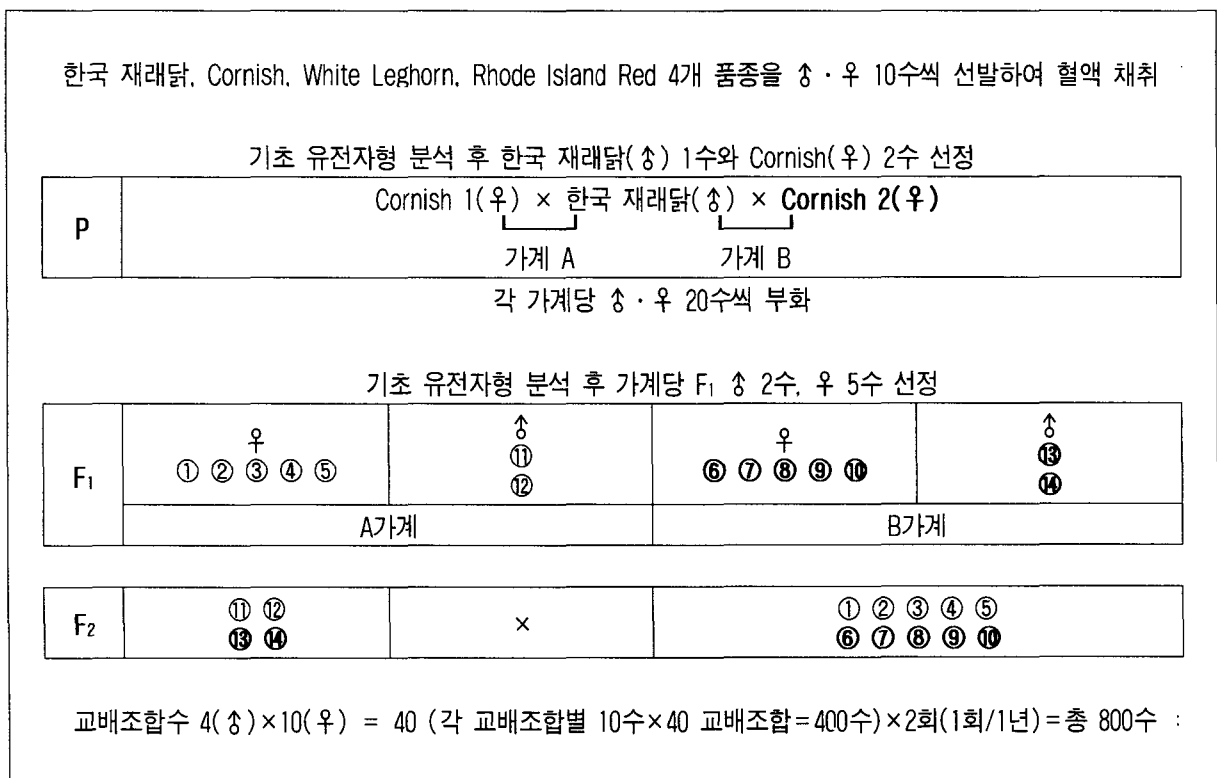 한국 재래닭, Cornish, White Leghorn, Rhode Island Red 4개 품종을 ♂·♀ 10수씩 선발하여 혈액 채취
기초 유전자형 분석 후 한국 재래닭(♂) 1수와 Cornish(♀) 2수 선정
P
Cornish 1(♀) × 한국 재래닭(♂) × Cornish 2(♀)
가계 A 가계 B
각 가계당 ♂·♀ 20수씩 부화
기초 유전자형 분석 후 가계당 F₁ ♂ 2수, ♀ 5수 선정
F₁
♀
① ② ③ ④ ⑤
♂
⑪
⑫
♀
⑥ ⑦ ⑧ ⑨ ⑩
♂
⑬
⑭
A가계 B가계
F₂
⑪ ⑫
⑬ ⑭
×
① ② ③ ④ ⑤
⑥ ⑦ ⑧ ⑨ ⑩
교배조합수 4(♂)×10(♀) = 40 (각 교배조합별 10수×40 교배조합=400수)×2회(1회/1년)=총 800수